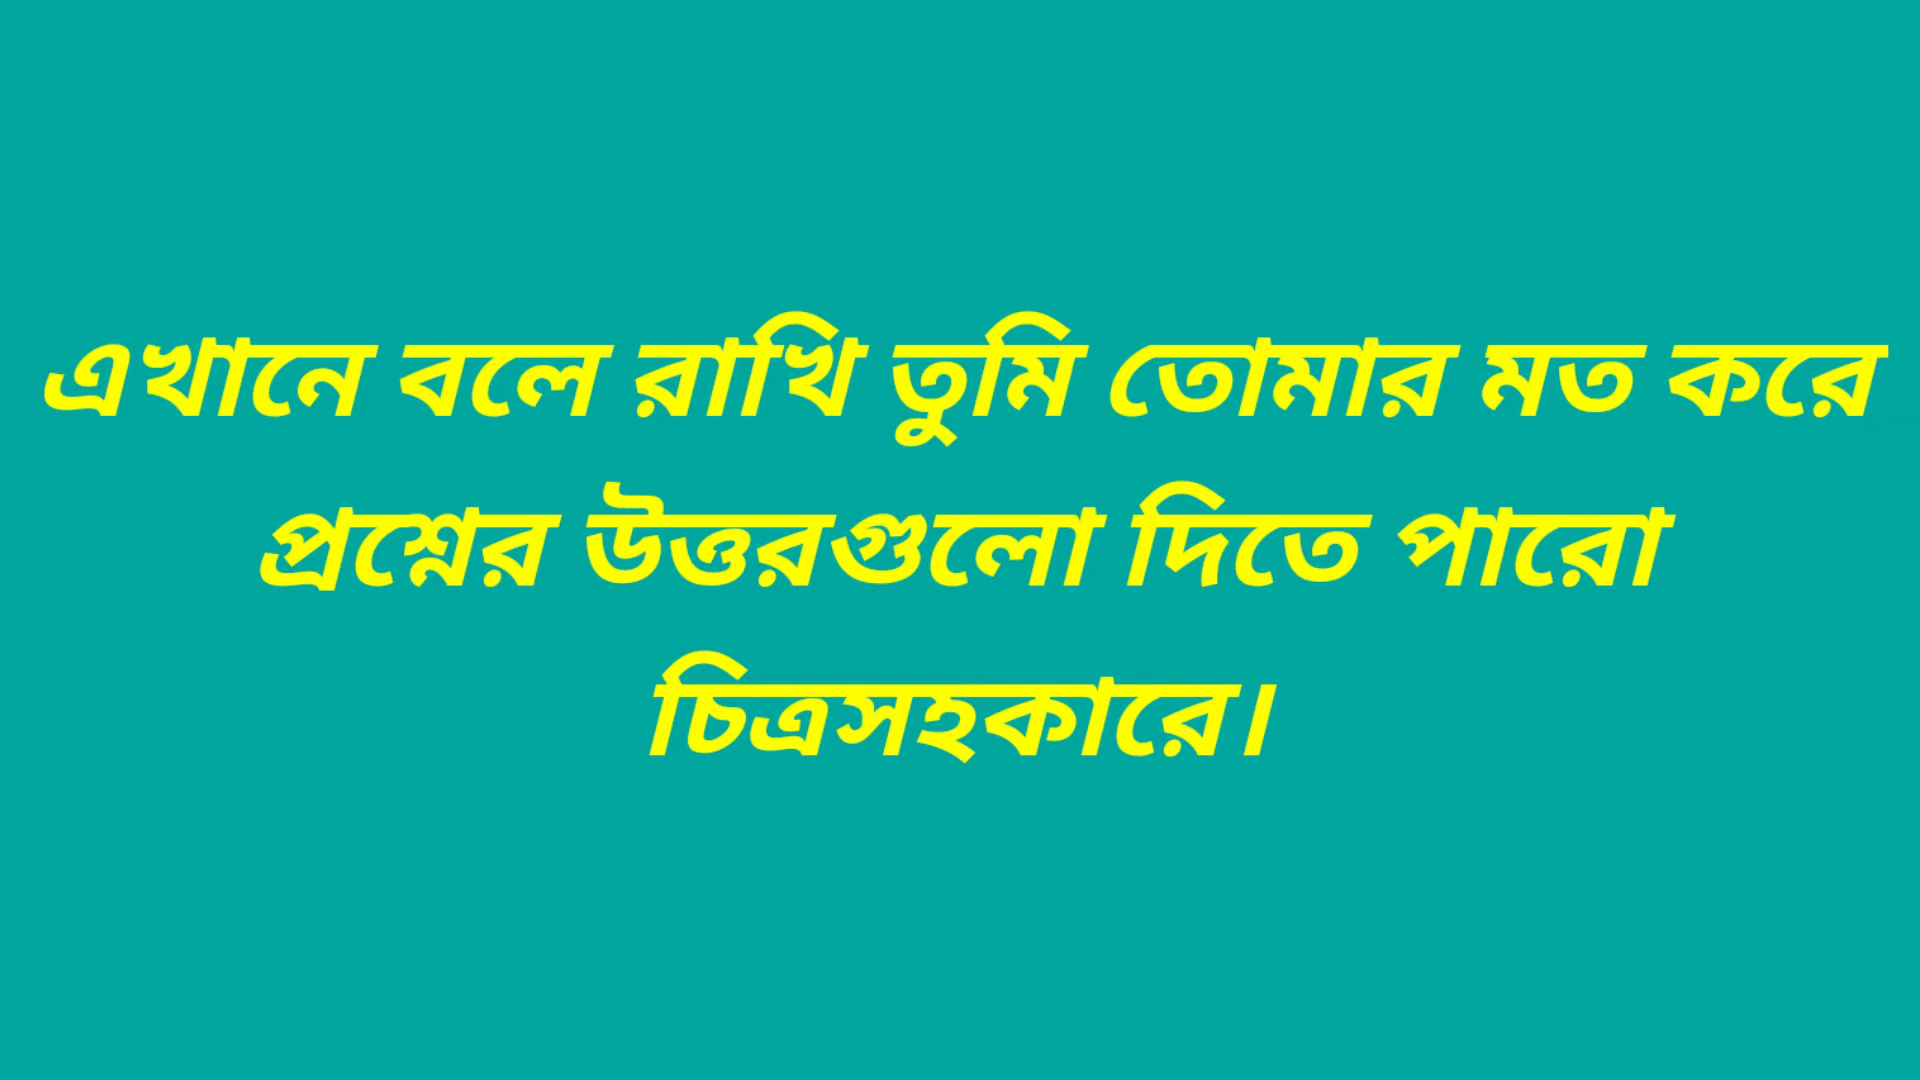 এখানে বলে রাখি তুমি তোমার মত করে
প্রশ্নের উত্তরগুলো দিতে পারো
চিত্রসহকারে।